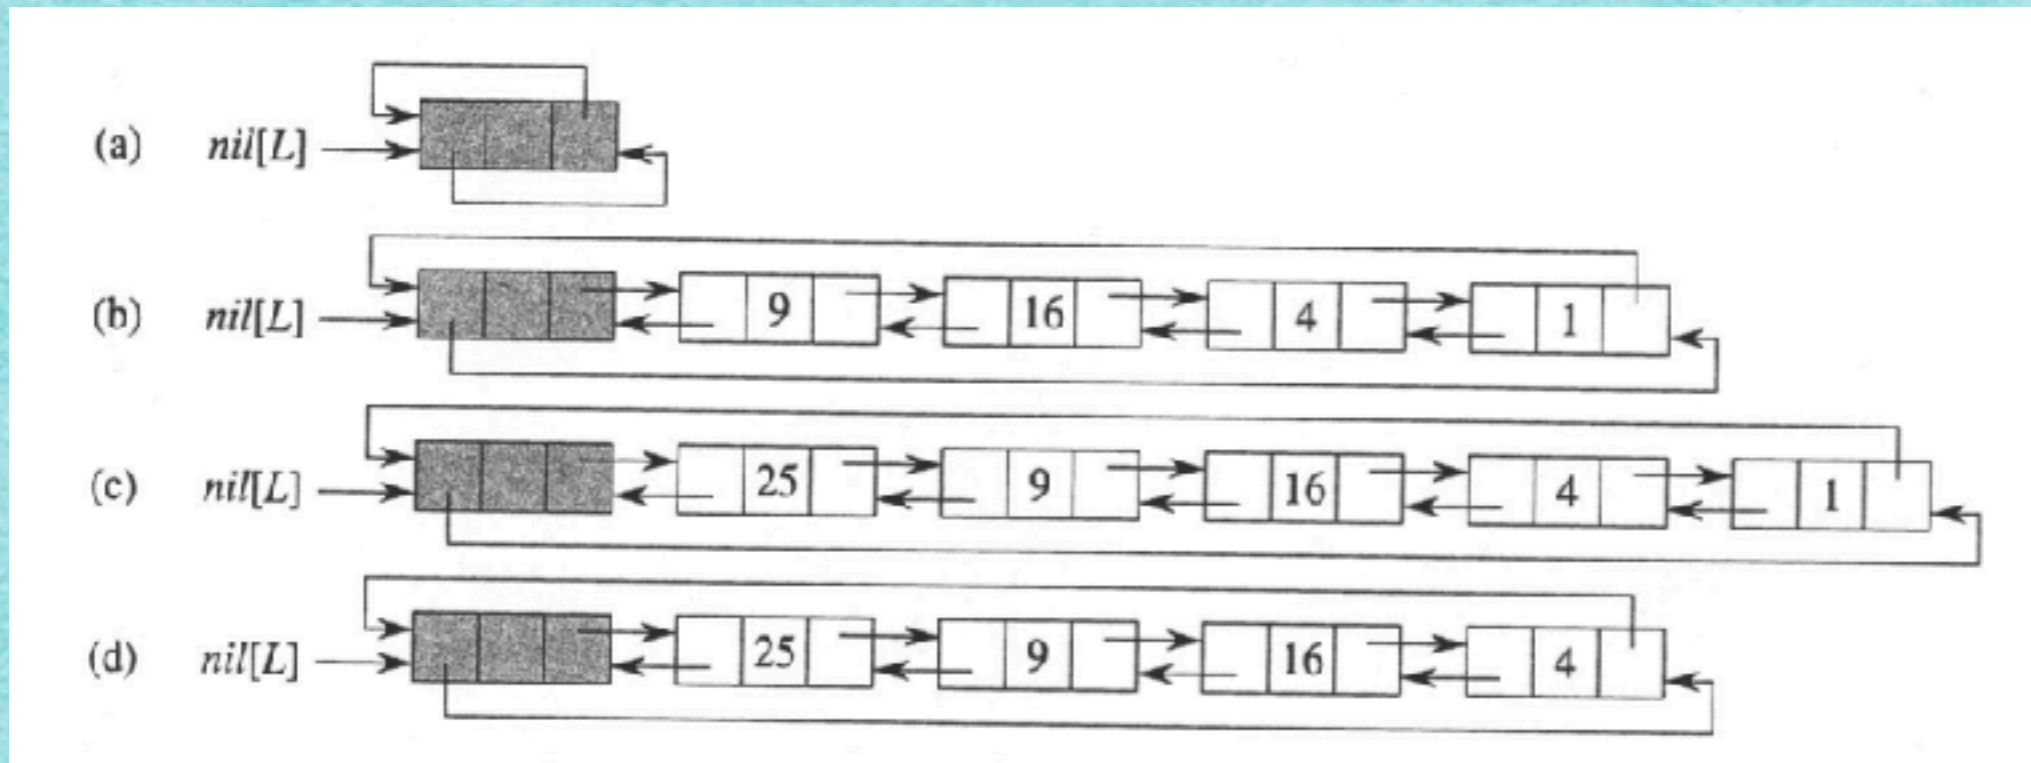 (a) nil[L]
(b) nil[L] 9 16 4 1
(c) nil[L] 25 9 16 4 1
(d) nil[L] 25 9 16 4